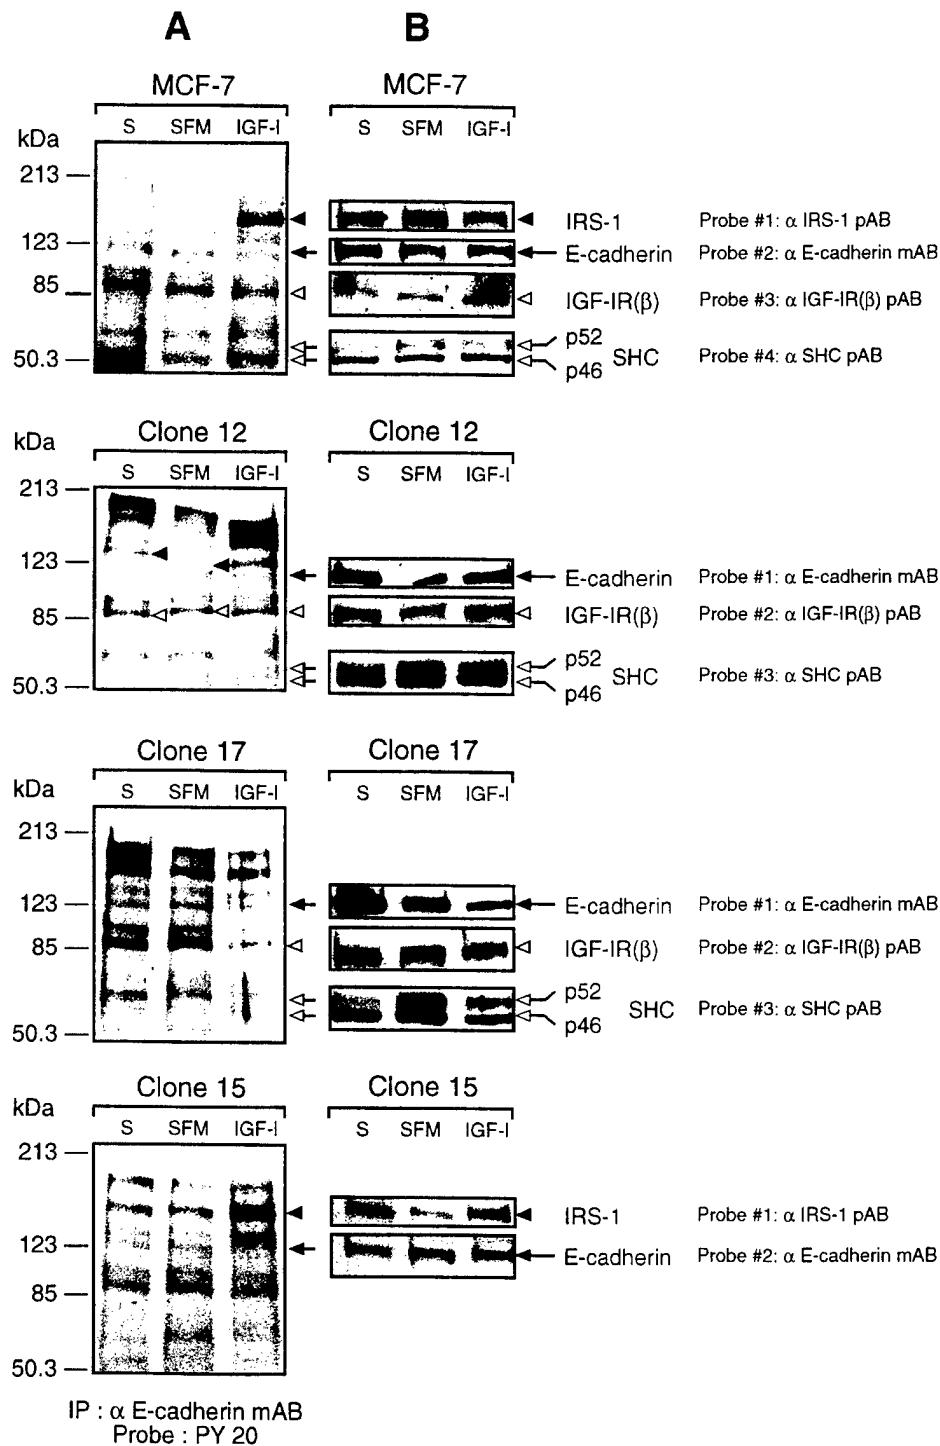 A
B
MCF-7
MCF-7
S SFM IGF-I
S SFM IGF-I
kDa
213
123
85
50.3
IRS-1
Probe #1: α IRS-1 pAB
E-cadherin
Probe #2: α E-cadherin mAB
IGF-IR(β)
Probe #3: α IGF-IR(β) pAB
p52
p46
SHC
Probe #4: α SHC pAB
Clone 12
Clone 12
S SFM IGF-I
S SFM IGF-I
kDa
213
123
85
50.3
E-cadherin
Probe #1: α E-cadherin mAB
IGF-IR(β)
Probe #2: α IGF-IR(β) pAB
p52
p46
SHC
Probe #3: α SHC pAB
Clone 17
Clone 17
S SFM IGF-I
S SFM IGF-I
kDa
213
123
85
50.3
E-cadherin
Probe #1: α E-cadherin mAB
IGF-IR(β)
Probe #2: α IGF-IR(β) pAB
p52
p46
SHC
Probe #3: α SHC pAB
Clone 15
Clone 15
S SFM IGF-I
S SFM IGF-I
kDa
213
123
85
50.3
IRS-1
Probe #1: α IRS-1 pAB
E-cadherin
Probe #2: α E-cadherin mAB
IP : α E-cadherin mAB
Probe : PY 20